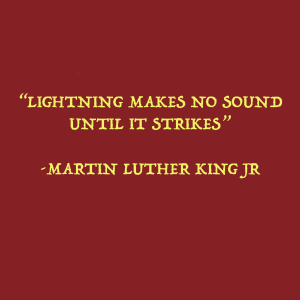 “LIGHTNING MAKES NO SOUND
UNTIL IT STRIKES”
-MARTIN LUTHER KING JR